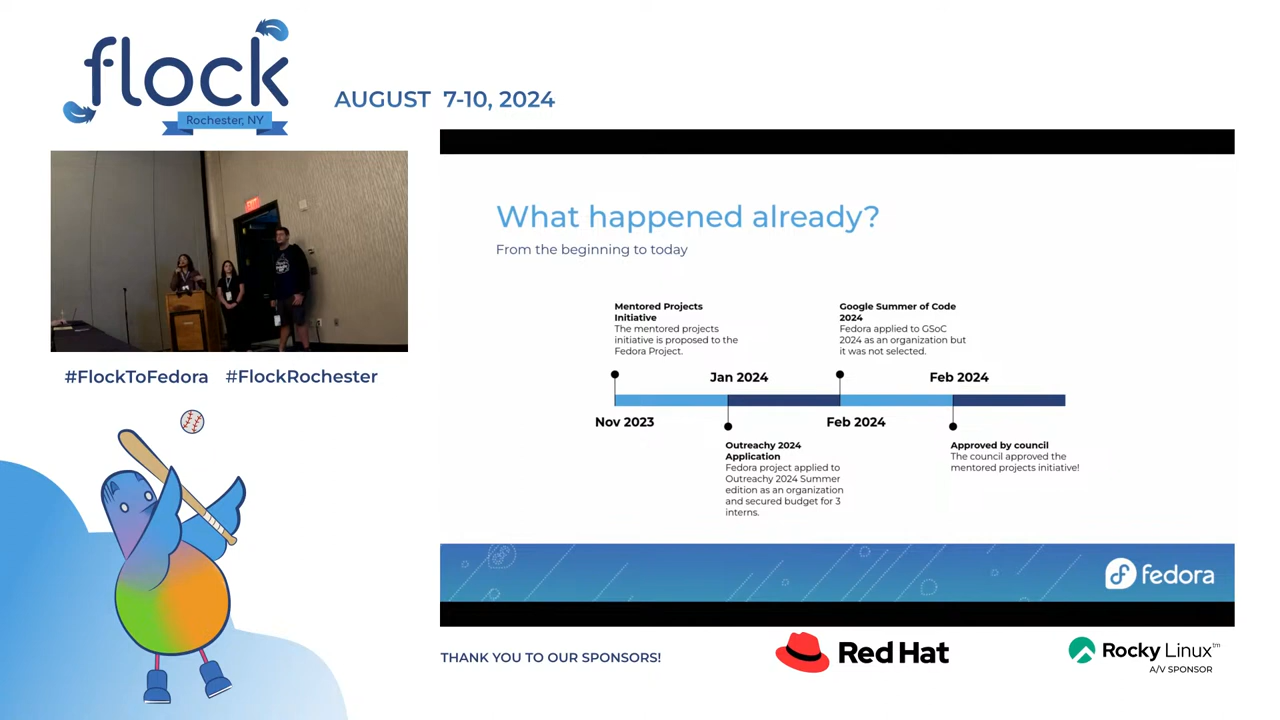 flock
Rochester, NY
AUGUST 7-10, 2024
#FlockToFedora #FlockRochester
What happened already?
From the beginning to today
Mentored Projects
Initiative
The mentored projects
initiative is proposed to the
Fedora Project.
Google Summer of Code
2024
Fedora applied to GSoC
2024 as an organization but
it was not selected.
Jan 2024
Feb 2024
Nov 2023
Feb 2024
Outreachy 2024
Application
Fedora project applied to
Outreachy 2024 Summer
edition as an organization
and secured budget for 3
interns.
Approved by council
The council approved the
mentored projects initiative!
fedora
THANK YOU TO OUR SPONSORS!
Red Hat
Rocky Linux™
A/V SPONSOR